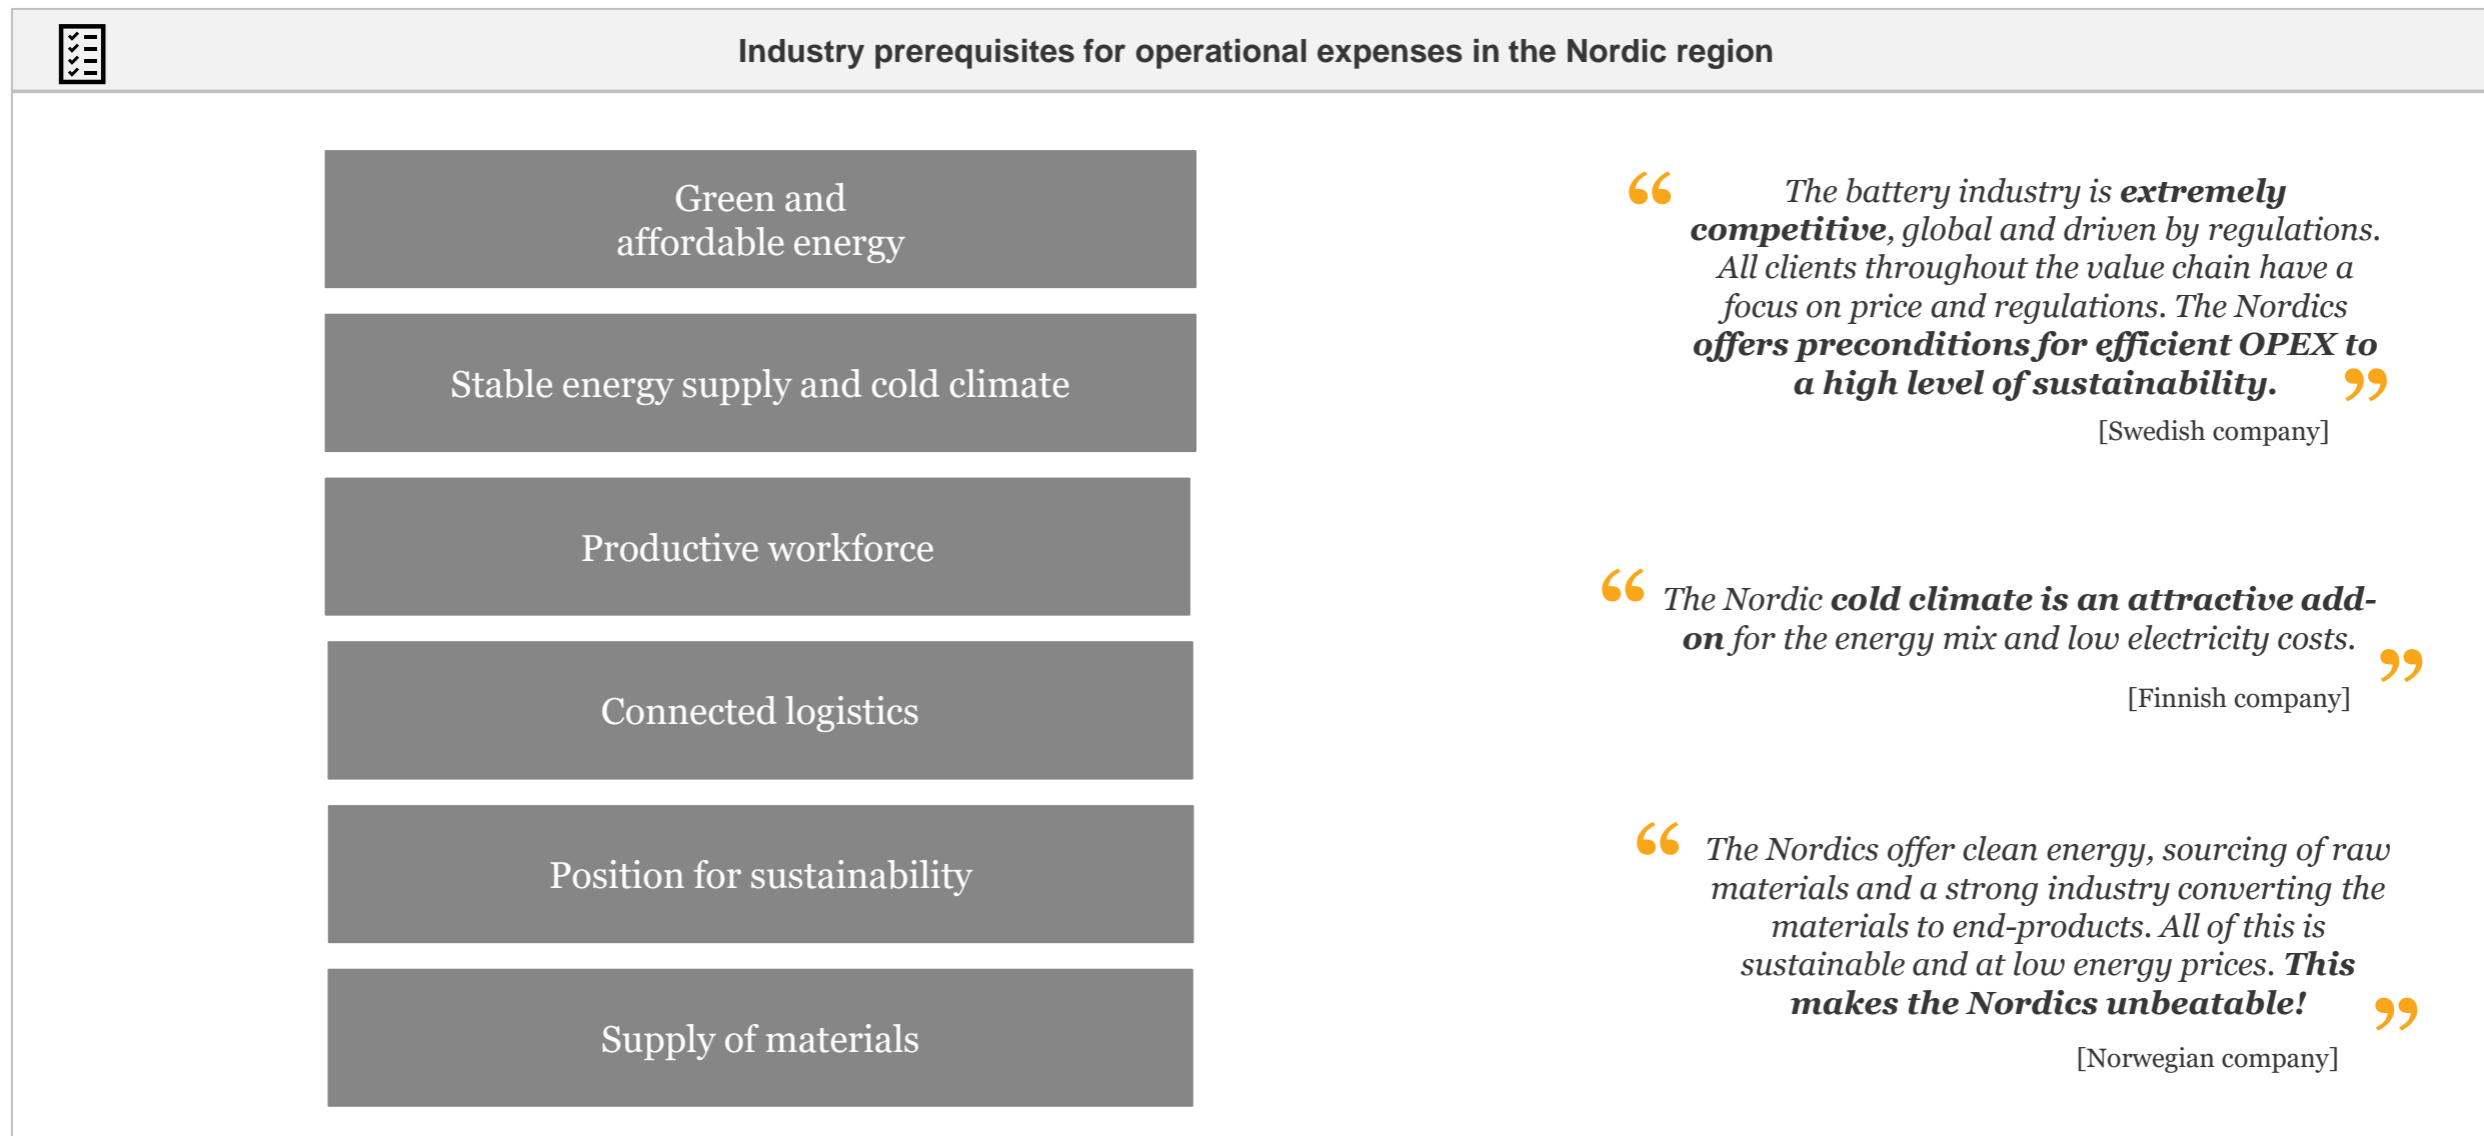 Industry prerequisites for operational expenses in the Nordic region
Green and
affordable energy
Stable energy supply and cold climate
Productive workforce
Connected logistics
Position for sustainability
Supply of materials
“ The battery industry is extremely
competitive, global and driven by regulations.
All clients throughout the value chain have a
focus on price and regulations. The Nordics
offers preconditions for efficient OPEX to
a high level of sustainability. ”
[Swedish company]
“ The Nordic cold climate is an attractive add-
on for the energy mix and low electricity costs. ”
[Finnish company]
“ The Nordics offer clean energy, sourcing of raw
materials and a strong industry converting the
materials to end-products. All of this is
sustainable and at low energy prices. This
makes the Nordics unbeatable! ”
[Norwegian company]